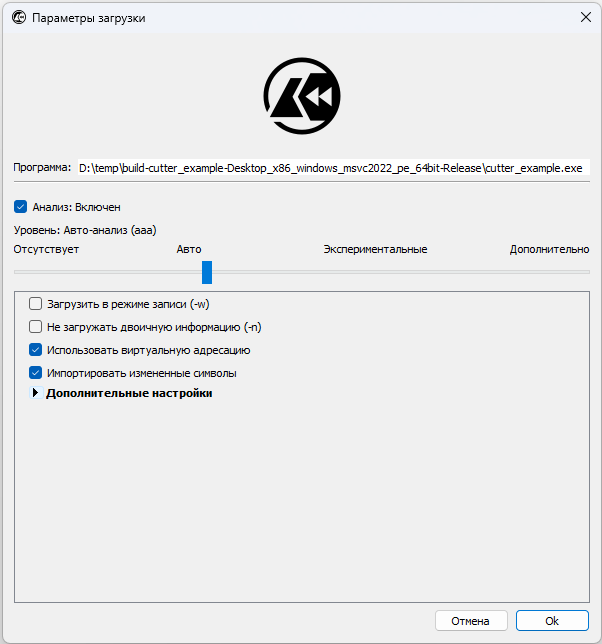 Параметры загрузки
Программа: D:\temp\build-cutter_example-Desktop_x86_windows_msvc2022_pe_64bit-Release\cutter_example.exe
Анализ: Включен
Уровень: Авто-анализ (aaa)
Отсутствует Авто Экспериментальные Дополнительно
Загрузить в режиме записи (-w)
Не загружать двоичную информацию (-n)
Использовать виртуальную адресацию
Импортировать измененные символы
Дополнительные настройки
Отмена Ok